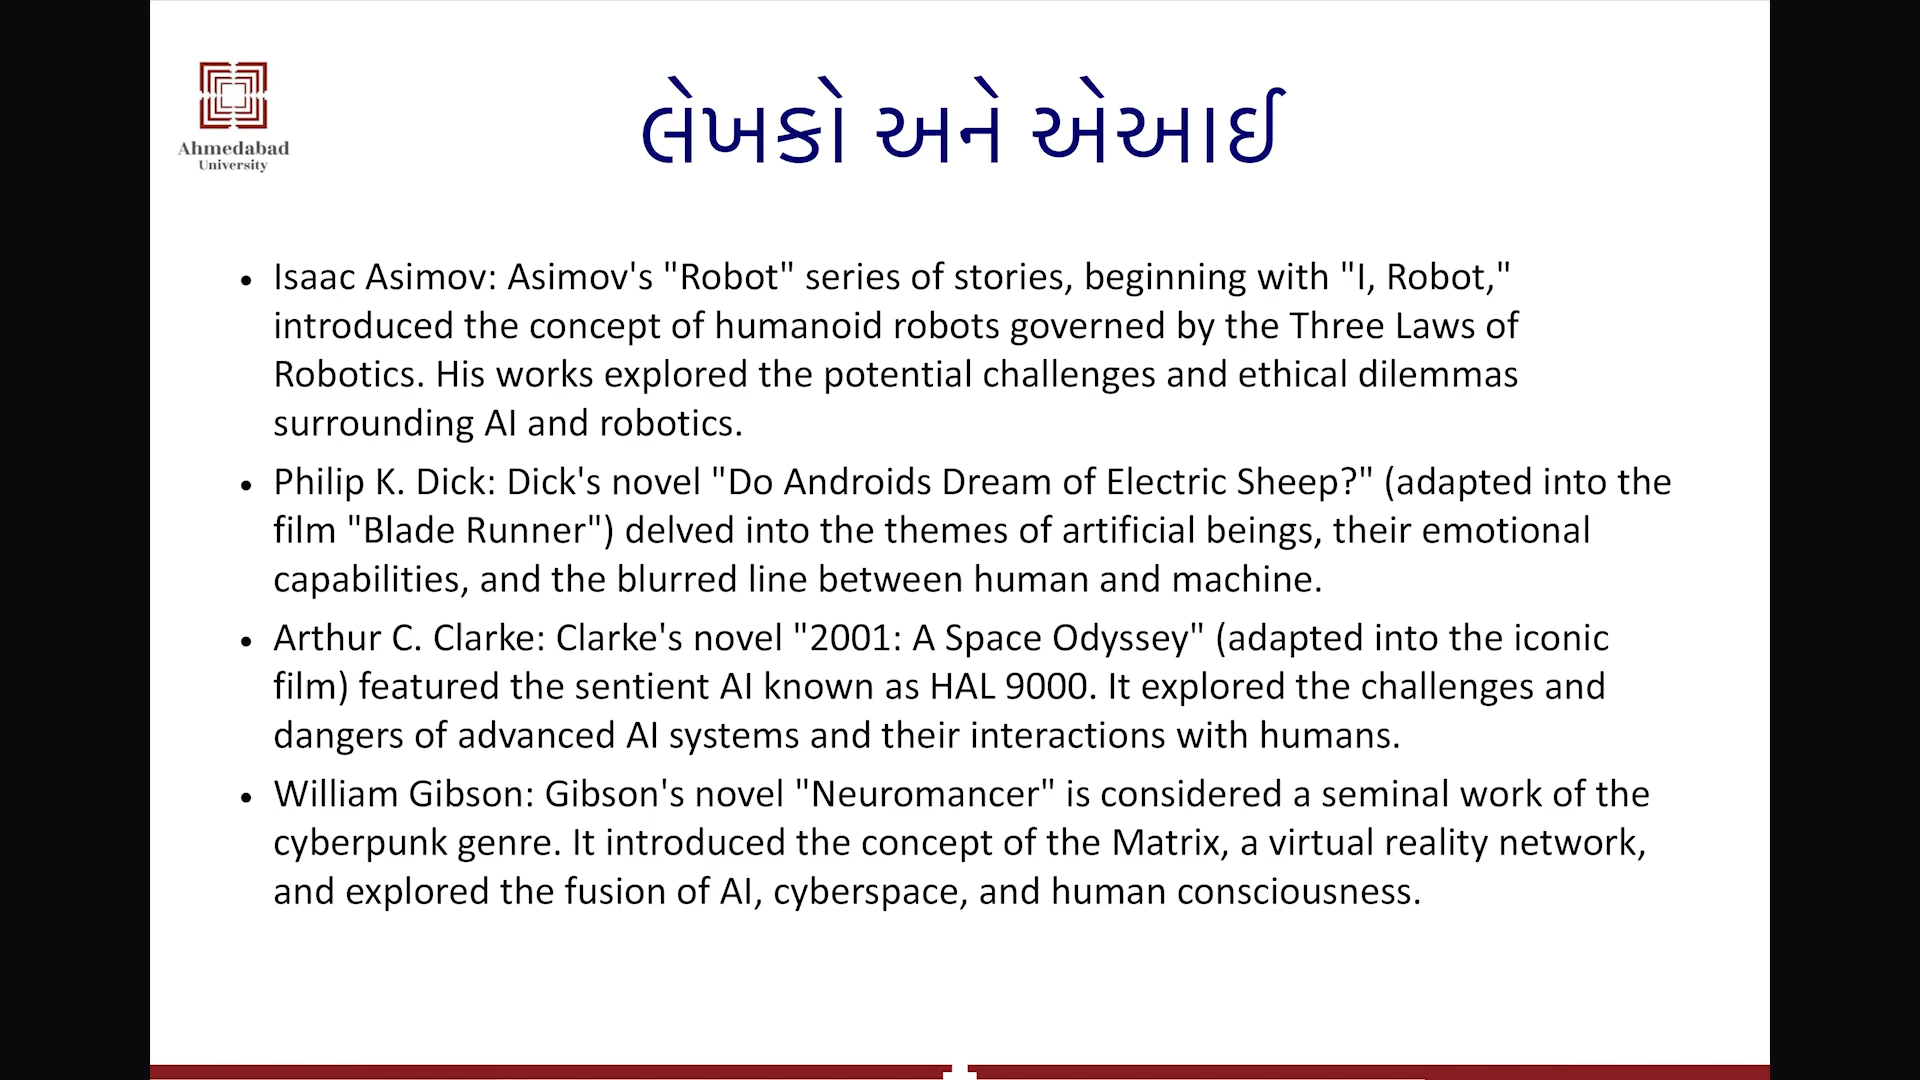 Ahmedabad
University
લેખકો અને એઆઈ
• Isaac Asimov: Asimov's "Robot" series of stories, beginning with "I, Robot,"
introduced the concept of humanoid robots governed by the Three Laws of
Robotics. His works explored the potential challenges and ethical dilemmas
surrounding AI and robotics.
• Philip K. Dick: Dick's novel "Do Androids Dream of Electric Sheep?" (adapted into the
film "Blade Runner") delved into the themes of artificial beings, their emotional
capabilities, and the blurred line between human and machine.
• Arthur C. Clarke: Clarke's novel "2001: A Space Odyssey" (adapted into the iconic
film) featured the sentient AI known as HAL 9000. It explored the challenges and
dangers of advanced AI systems and their interactions with humans.
• William Gibson: Gibson's novel "Neuromancer" is considered a seminal work of the
cyberpunk genre. It introduced the concept of the Matrix, a virtual reality network,
and explored the fusion of AI, cyberspace, and human consciousness.